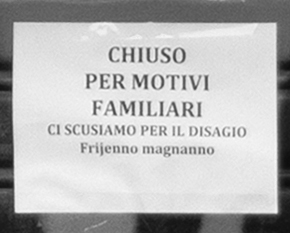 CHIUSO
PER MOTIVI
FAMILIARI
CI SCUSIAMO PER IL DISAGIO
Frijenno magnanno